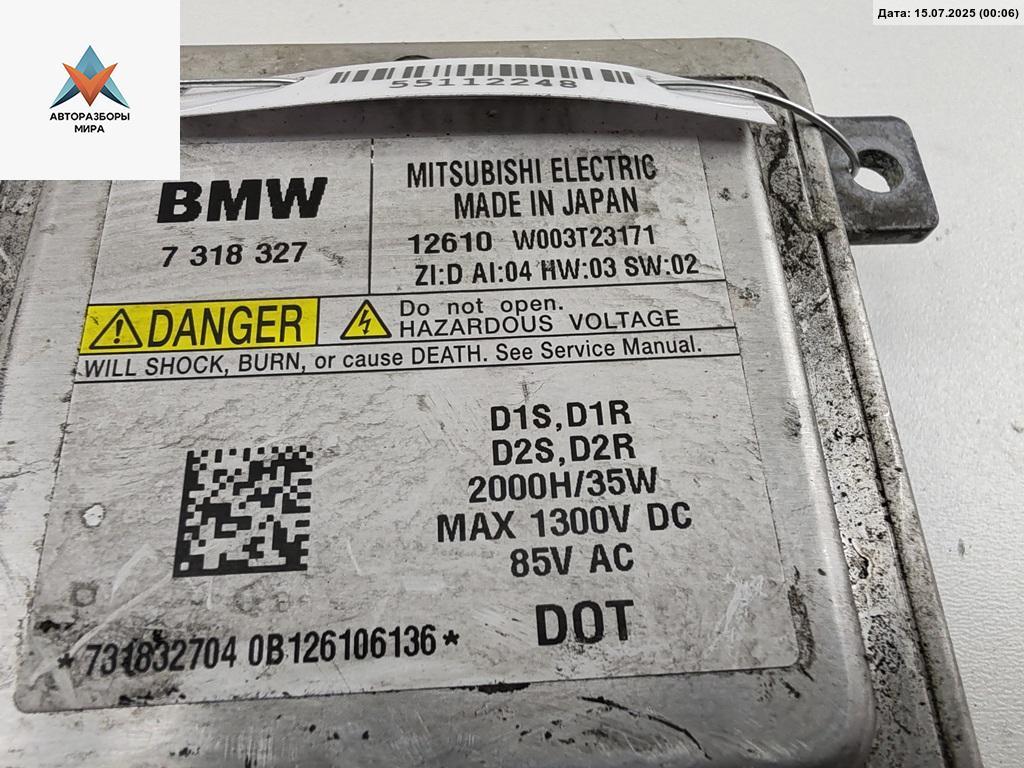 Дата: 15.07.2025 (00:06)
АВТОРАЗБОРЫ
МИРА
55112248
BMW
7 318 327
MITSUBISHI ELECTRIC
MADE IN JAPAN
12610 W003T23171
ZI:D AI:04 HW:03 SW:02
DANGER
Do not open.
HAZARDOUS VOLTAGE
WILL SHOCK, BURN, or cause DEATH. See Service Manual.
D1S,D1R
D2S,D2R
2000H/35W
MAX 1300V DC
85V AC
DOT
*731832704 0B126106136*